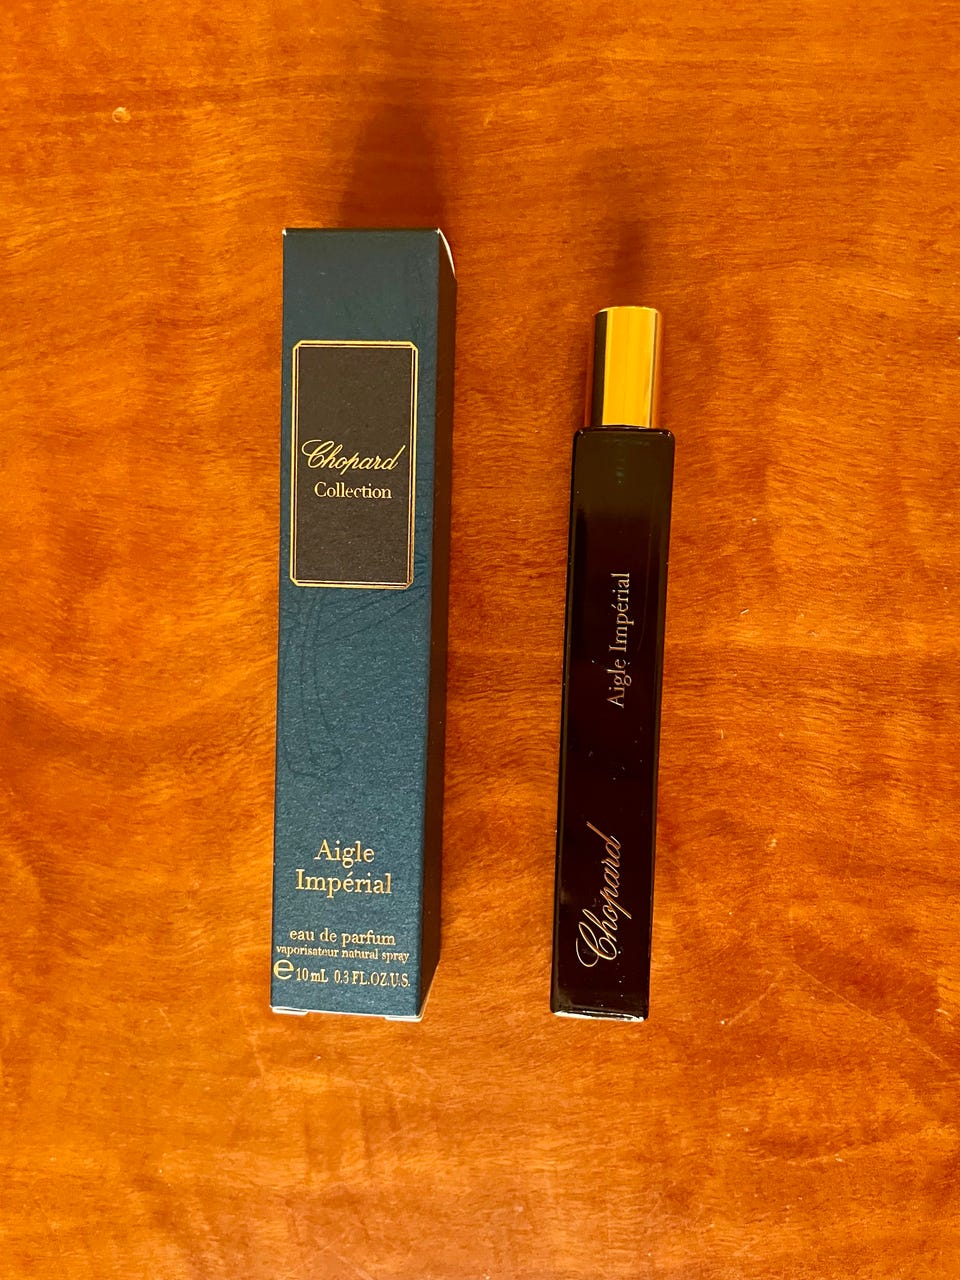 Chopard
Collection
Aigle
Impérial
eau de parfum
vaporisateur natural spray
e 10 mL 0.3 FL.OZ.U.S.
Aigle Impérial
Chopard